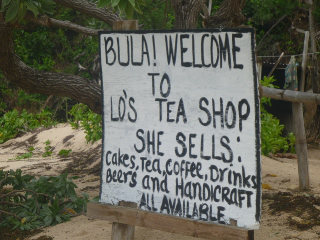 BULA! WELCOME
TO
LO'S TEA SHOP
SHE SELLS:
Cakes, Tea, Coffee, Drinks
Beers and HANDICRAFT
ALL AVAILABLE